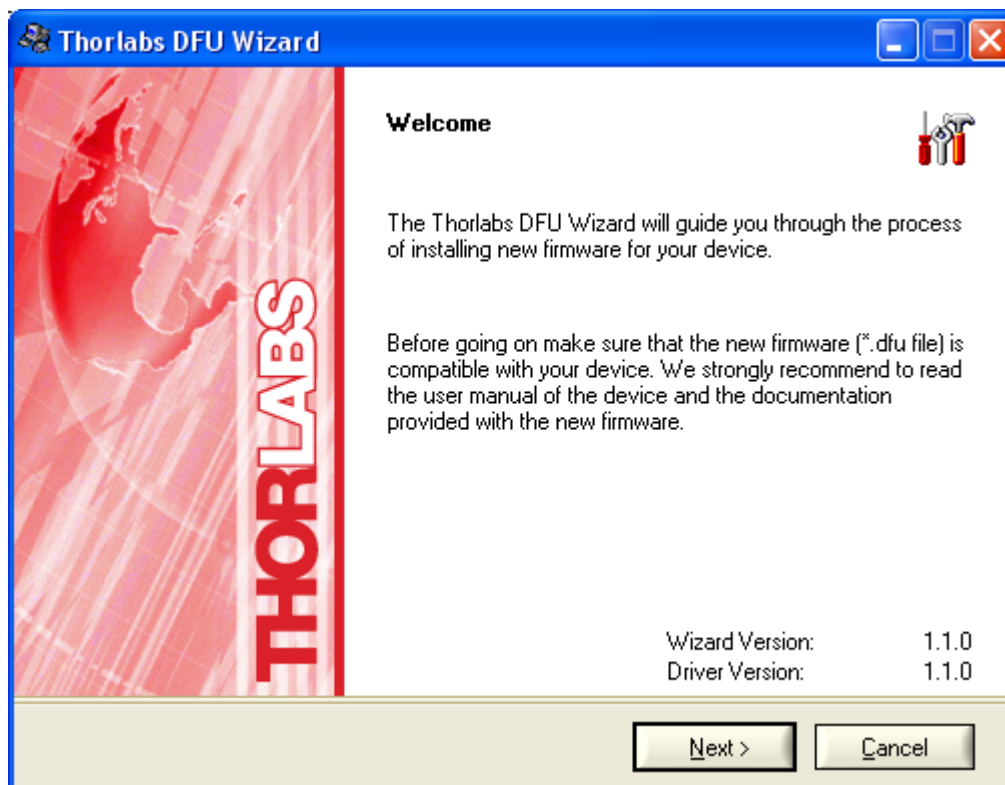 Thorlabs DFU Wizard
Welcome
The Thorlabs DFU Wizard will guide you through the process
of installing new firmware for your device.
Before going on make sure that the new firmware (*.dfu file) is
compatible with your device. We strongly recommend to read
the user manual of the device and the documentation
provided with the new firmware.
THORLABS
Wizard Version: 1.1.0
Driver Version: 1.1.0
Next >
Cancel